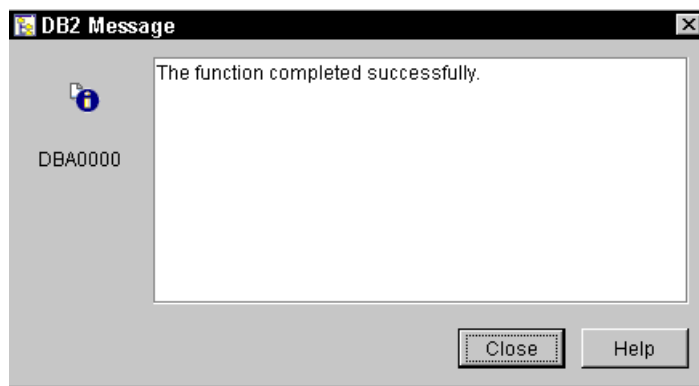 DB2 Message
The function completed successfully.
DBA0000
Close
Help